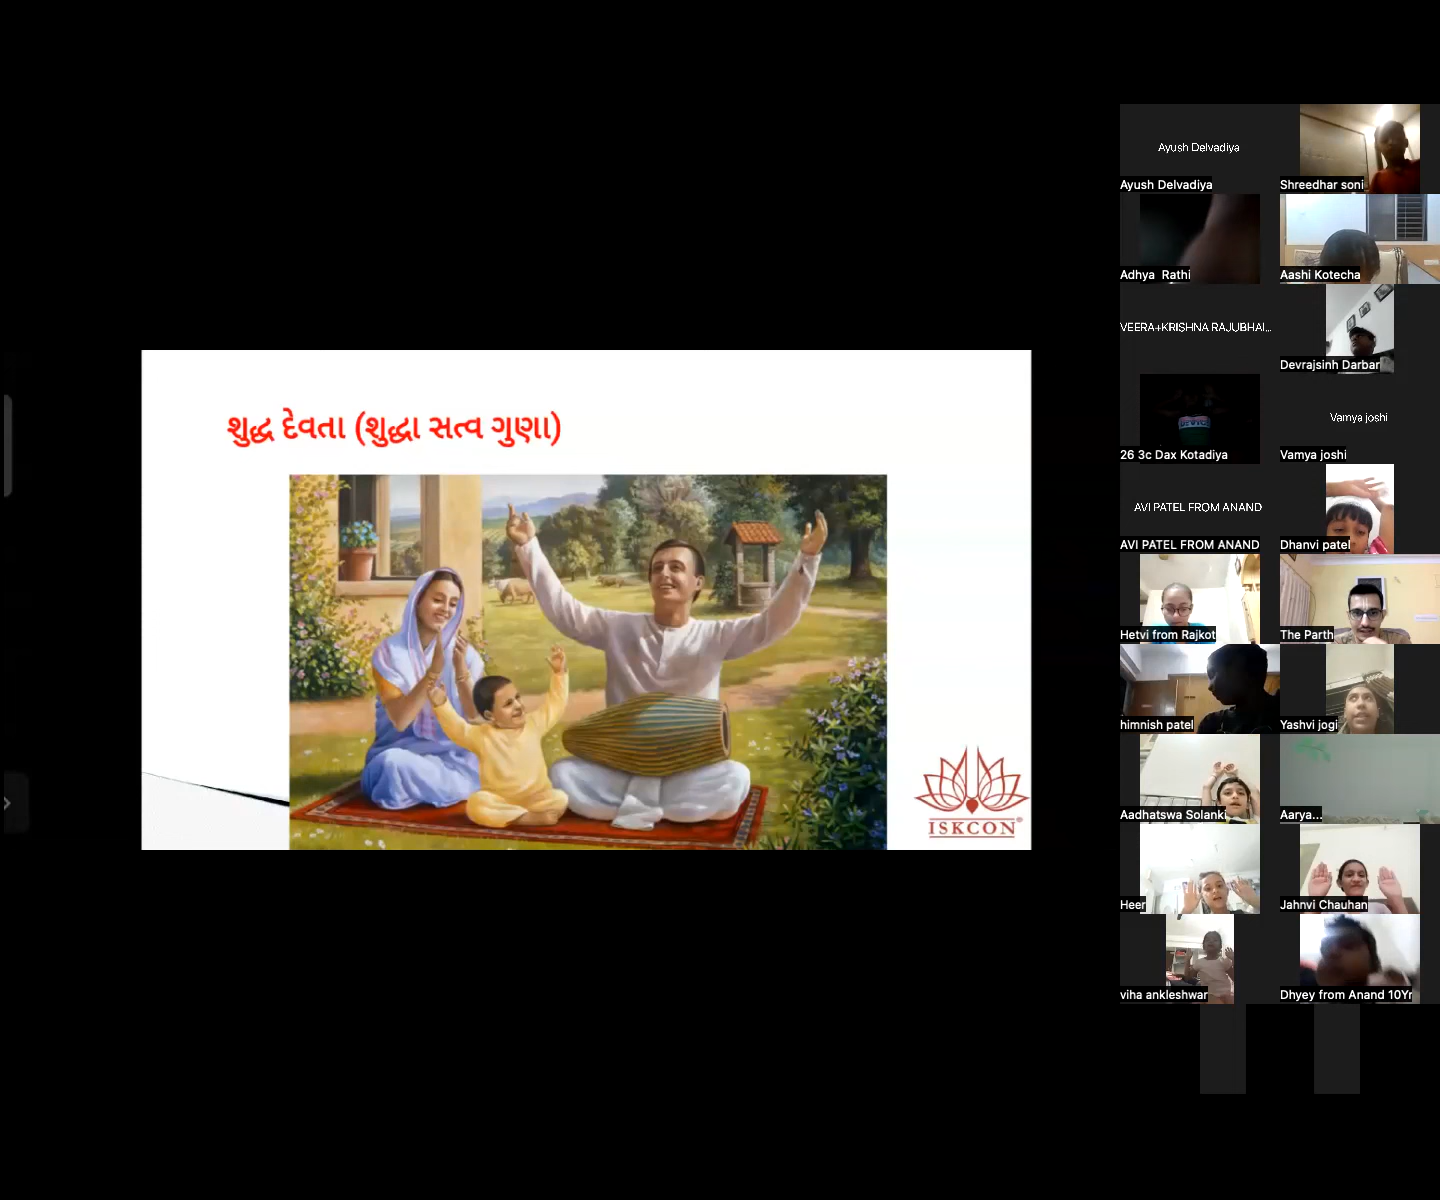 શુદ્ધ દેવતા (શુદ્ધા સત્વ ગુણા)
ISKCON®
Ayush Delvadiya
Ayush Delvadiya
Shreedhar soni
Adhya Rathi
Aashi Kotecha
VEERA+KRISHNA RAJUBHAI...
Devrajsinh Darbar
26 3c Dax Kotadiya
Vamya joshi
Vamya joshi
AVI PATEL FROM ANAND
AVI PATEL FROM ANAND
Dhanvi patel
Hetvi from Rajkot
The Parth
himnish patel
Yashvi jogi
Aadhatswa Solanki
Aarya...
Heer
Jahnvi Chauhan
viha ankleshwar
Dhyey from Anand 10Yr